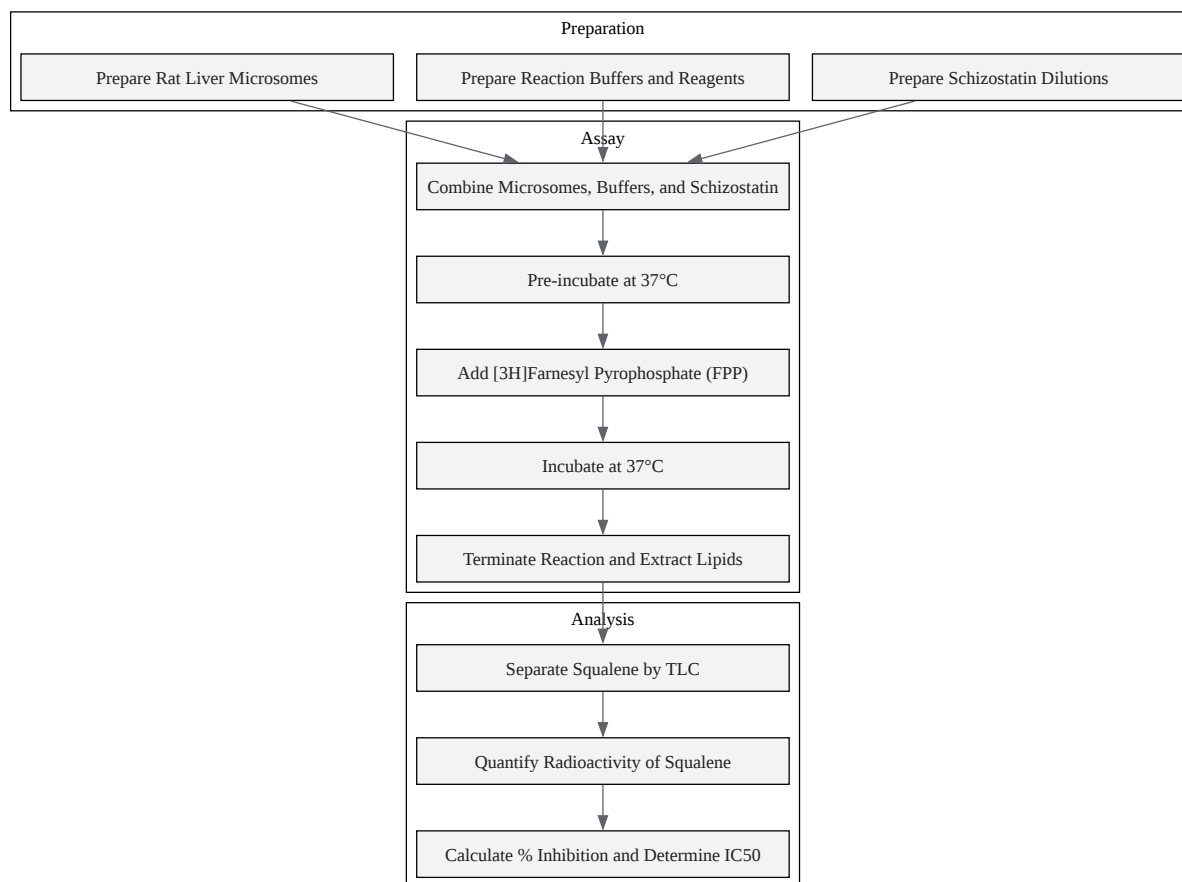 Preparation
Prepare Rat Liver Microsomes
Prepare Reaction Buffers and Reagents
Prepare Schizostatin Dilutions
Assay
Combine Microsomes, Buffers, and Schizostatin
Pre-incubate at 37°C
Add [3H]Farnesyl Pyrophosphate (FPP)
Incubate at 37°C
Terminate Reaction and Extract Lipids
Analysis
Separate Squalene by TLC
Quantify Radioactivity of Squalene
Calculate % Inhibition and Determine IC50